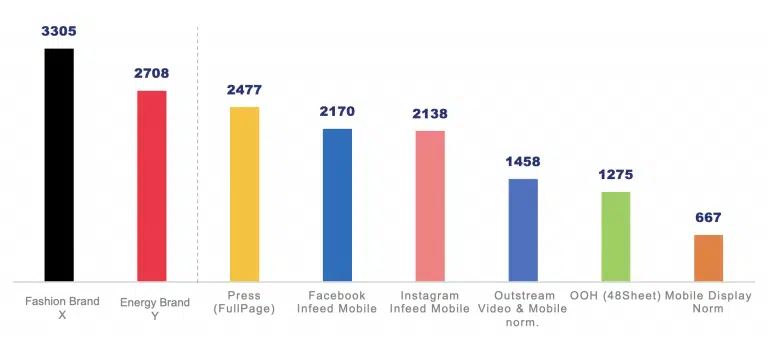 3305
2708
2477
2170
2138
1458
1275
667
Fashion Brand
X
Energy Brand
Y
Press
(FullPage)
Facebook
Infeed Mobile
Instagram
Infeed Mobile
Outstream
Video & Mobile
norm.
OOH (48Sheet)
Mobile Display
Norm